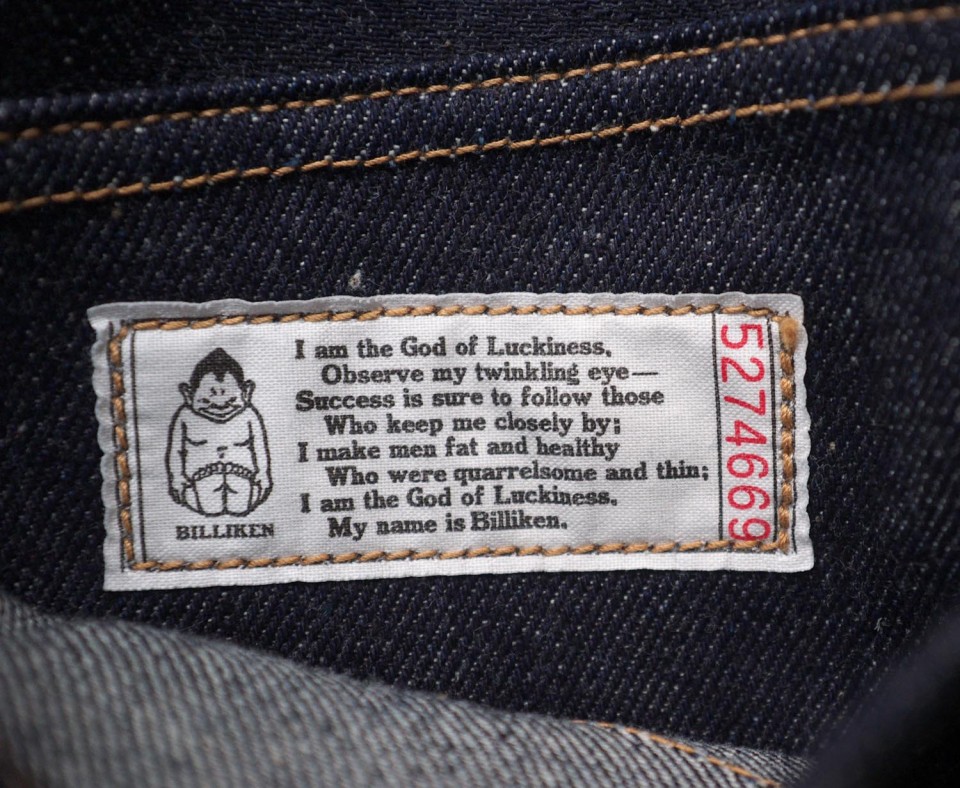 I am the God of Luckiness,
Observe my twinkling eye—
Success is sure to follow those
Who keep me closely by;
I make men fat and healthy
Who were quarrelsome and thin;
I am the God of Luckiness.
My name is Billiken.
BILLIKEN
5274669